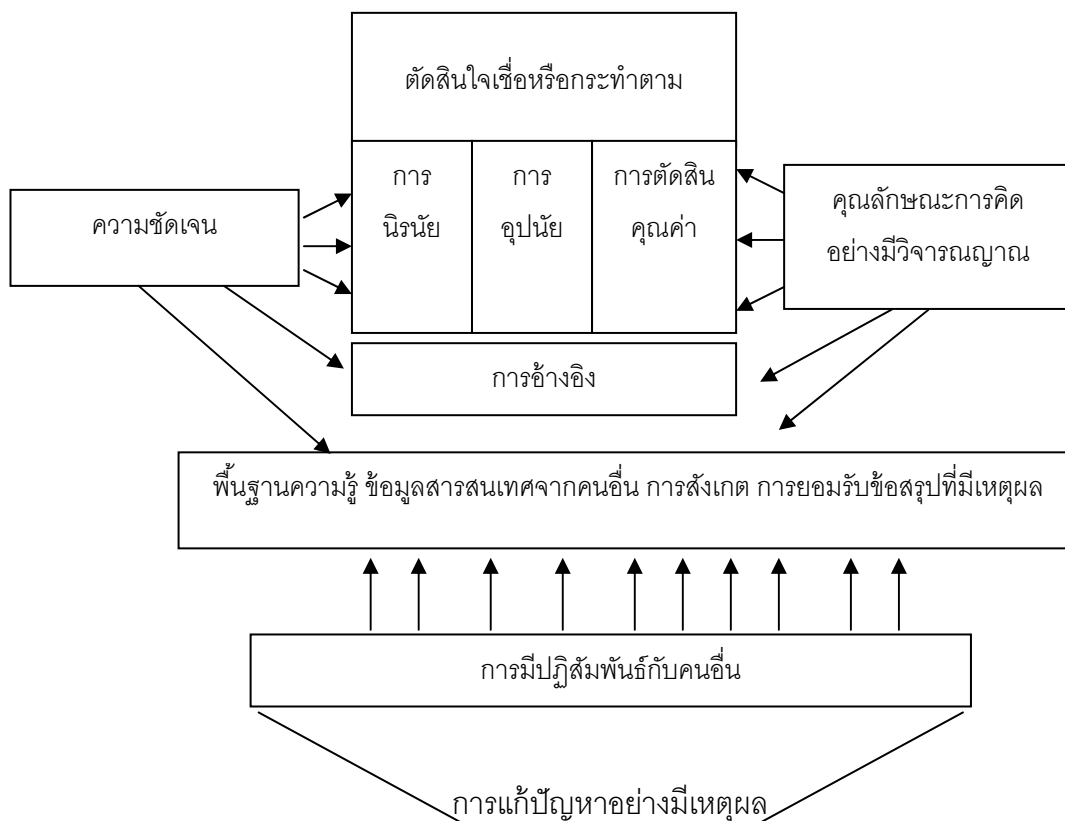 ตัดสินใจเชื่อหรือกระทำตาม
การ
นิรนัย
การ
อุปนัย
การตัดสิน
คุณค่า
ความชัดเจน
คุณลักษณะการคิด
อย่างมีวิจารณญาณ
การอ้างอิง
พื้นฐานความรู้ ข้อมูลสารสนเทศจากคนอื่น การสังเกต การยอมรับข้อสรุปที่มีเหตุผล
การมีปฏิสัมพันธ์กับคนอื่น
การแก้ปัญหาอย่างมีเหตุผล